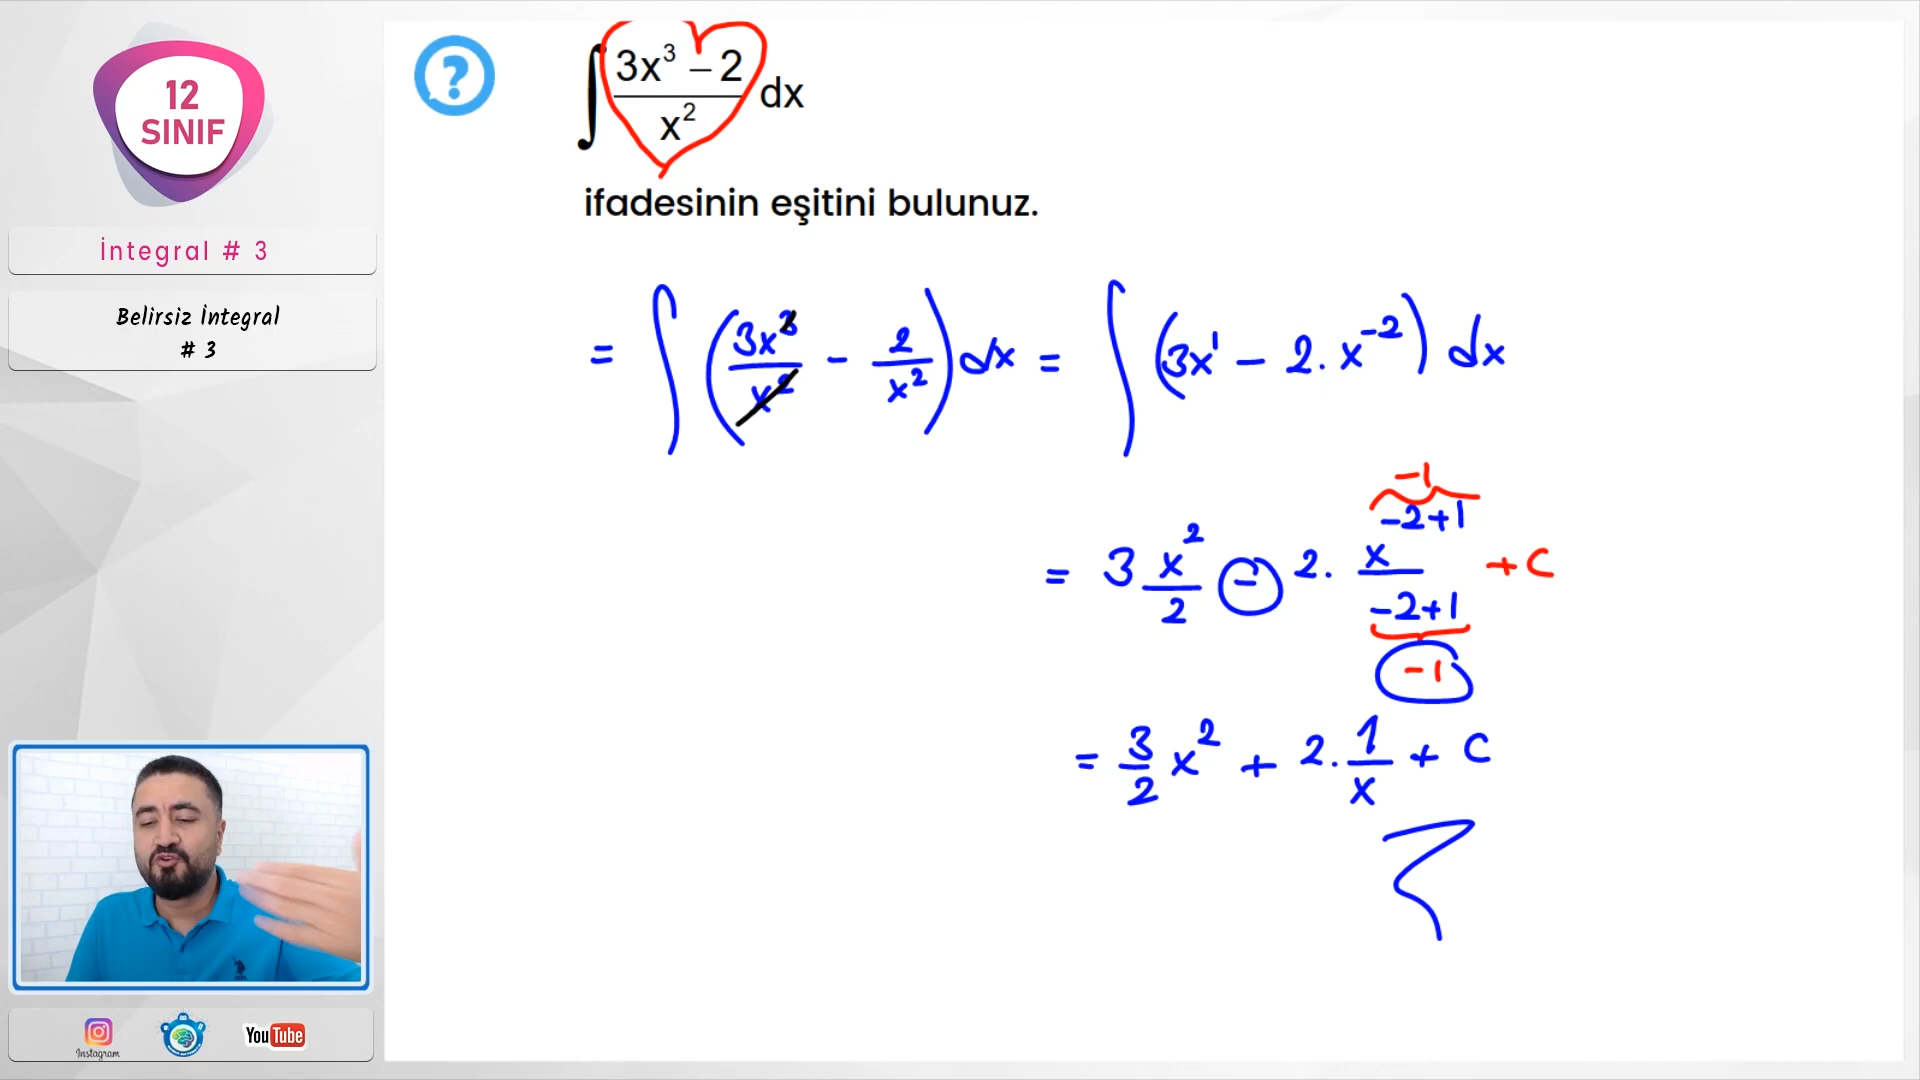 12
SINIF
İntegral # 3
Belirsiz İntegral
# 3
∫ (3x³ – 2)/x² dx
ifadesinin eşitini bulunuz.
= ∫ (3x³/x² – 2/x²) dx = ∫ (3x¹ – 2.x⁻²) dx
-1
= 3 x²/2 – 2. x⁻²⁺¹/(-2+1) + C
-1
= 3/2 x² + 2. 1/x + C
Instagram
YouTube